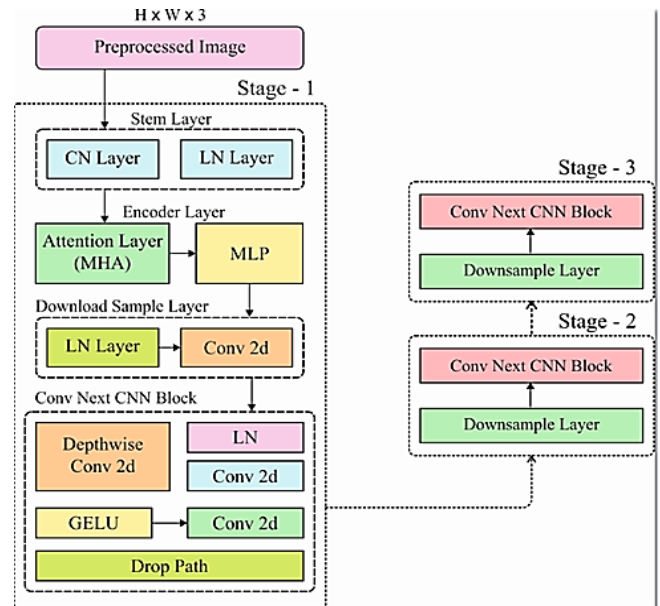 H x W x 3
Preprocessed Image
Stage - 1
Stem Layer
CN Layer
LN Layer
Encoder Layer
Attention Layer
(MHA)
MLP
Download Sample Layer
LN Layer
Conv 2d
Conv Next CNN Block
Depthwise
Conv 2d
LN
Conv 2d
GELU
Conv 2d
Drop Path
Stage - 3
Conv Next CNN Block
Downsample Layer
Stage - 2
Conv Next CNN Block
Downsample Layer